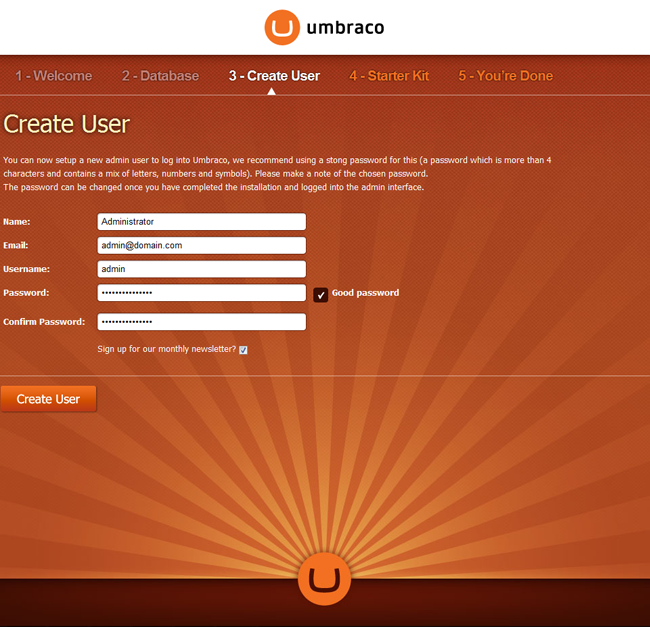 umbraco
1 - Welcome 2 - Database 3 - Create User 4 - Starter Kit 5 - You're Done
Create User
You can now setup a new admin user to log into Umbraco, we recommend using a stong password for this (a password which is more than 4
characters and contains a mix of letters, numbers and symbols). Please make a note of the chosen password.
The password can be changed once you have completed the installation and logged into the admin interface.
Name: Administrator
Email: admin@domain.com
Username: admin
Password: ••••••••••••••• Good password
Confirm Password: •••••••••••••••
Sign up for our monthly newsletter?
Create User